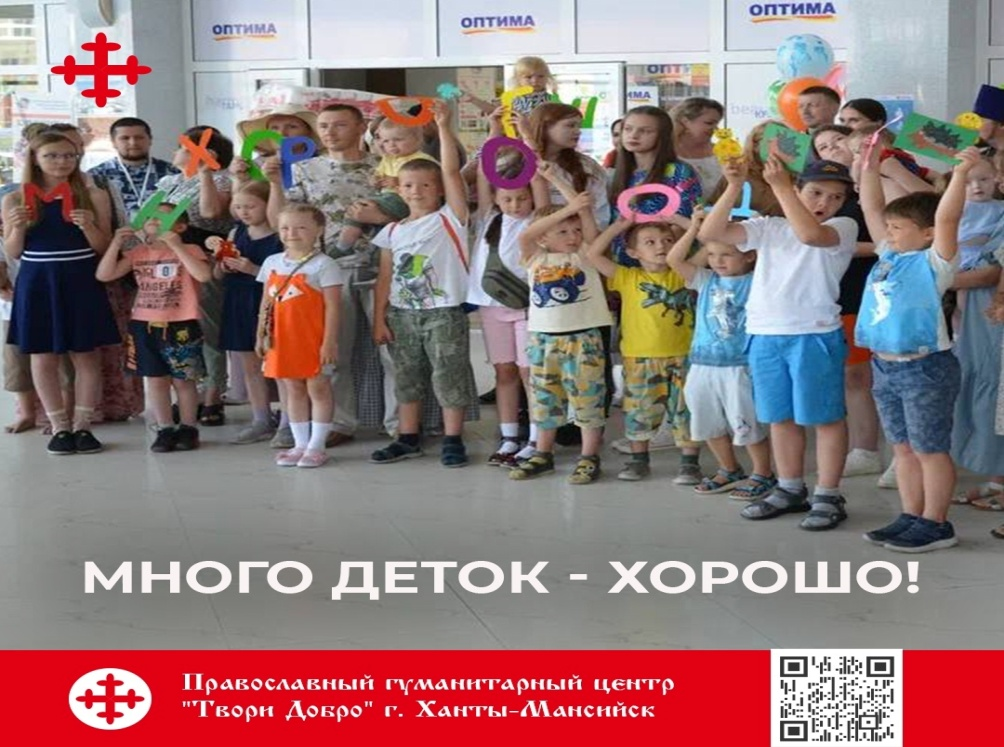 ОПТИМА
ОПТИМА
ОПТИМА
МНОГО ДЕТОК - ХОРОШО!
Православный гуманитарный центр
"Твори Добро" г. Ханты-Мансийск